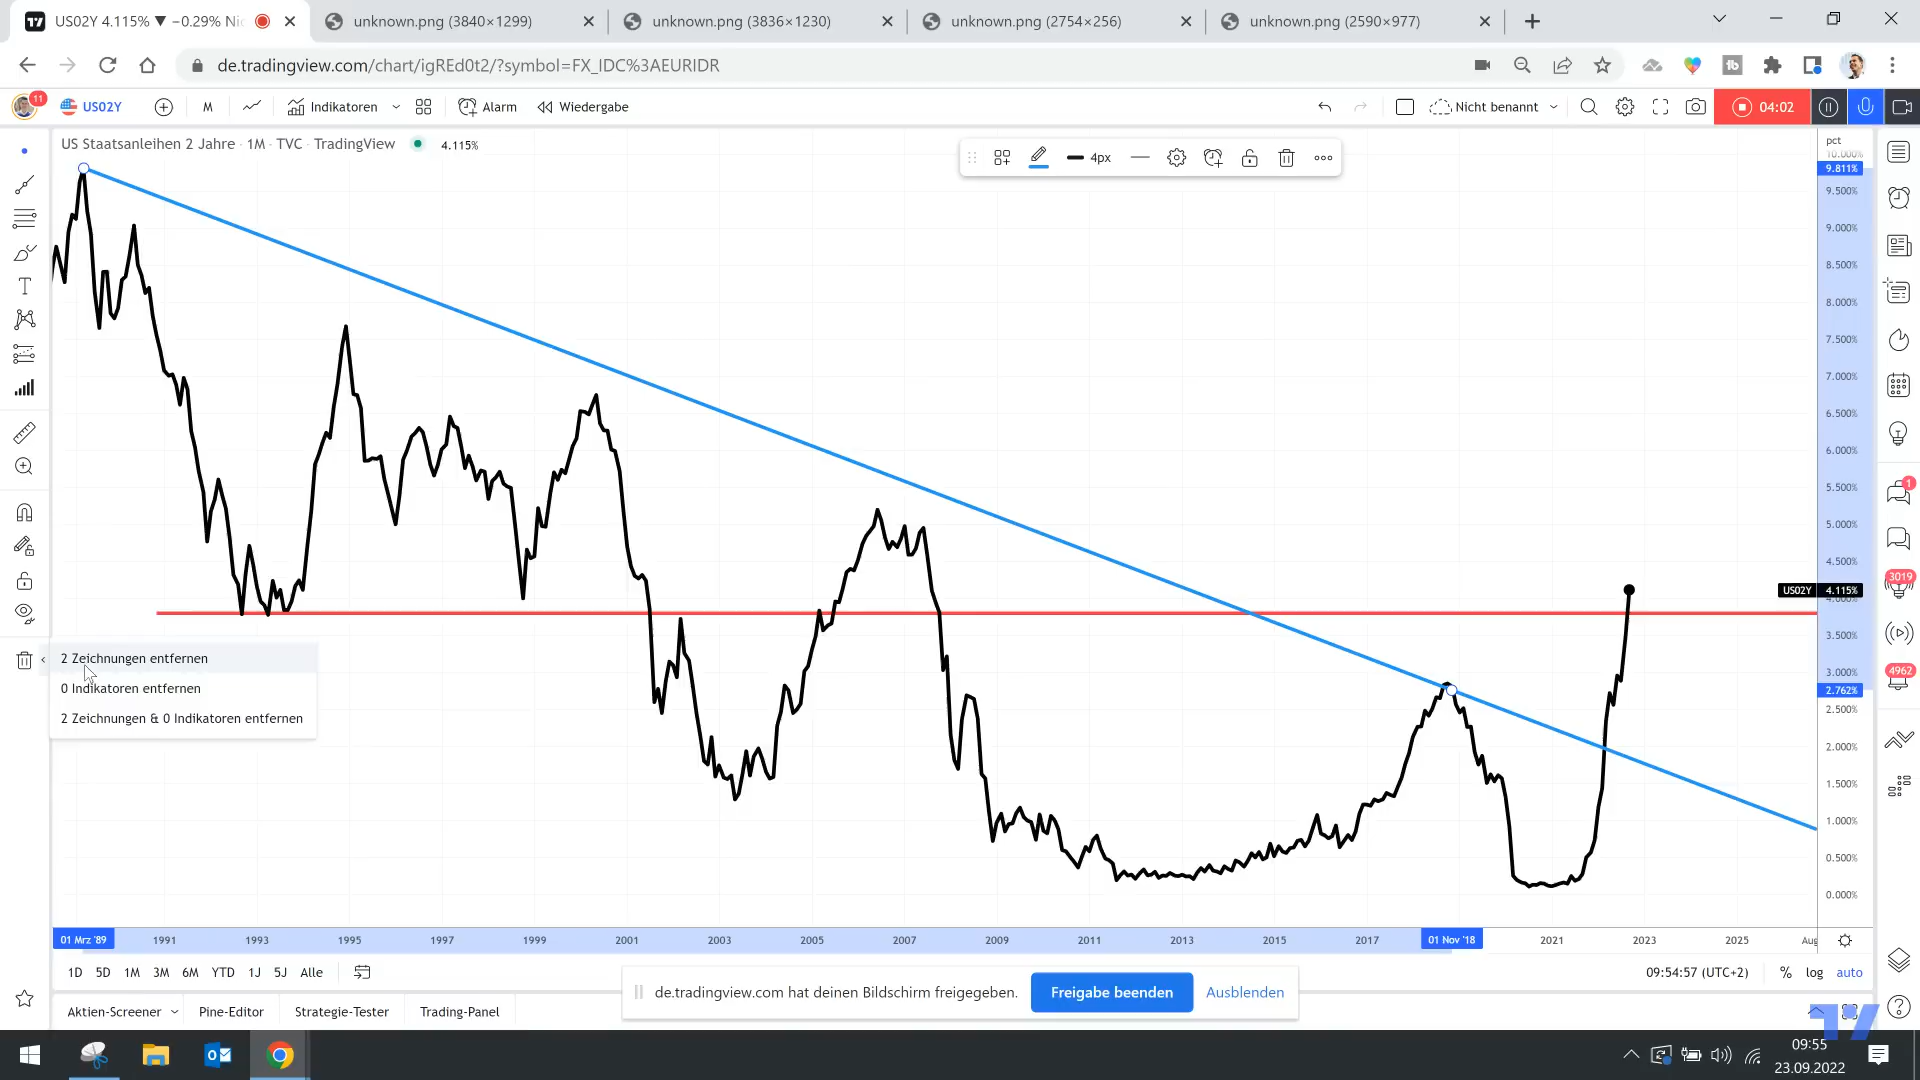 US02Y 4.115% ▼ −0.29% Nic
unknown.png (3840×1299)
unknown.png (3836×1230)
unknown.png (2754×256)
unknown.png (2590×977)
de.tradingview.com/chart/igREd0t2/?symbol=FX_IDC%3AEURIDR
11
US02Y
M
Indikatoren
Alarm
Wiedergabe
Nicht benannt
04:02
US Staatsanleihen 2 Jahre · 1M · TVC · TradingView
4.115%
4px
pct
10.000%
9.811%
9.500%
9.000%
8.500%
8.000%
7.500%
7.000%
6.500%
6.000%
5.500%
5.000%
4.500%
US02Y 4.115%
4.000%
3.500%
3.000%
2.762%
2.500%
2.000%
1.500%
1.000%
0.500%
0.000%
1
3019
4962
2 Zeichnungen entfernen
0 Indikatoren entfernen
2 Zeichnungen & 0 Indikatoren entfernen
01 Mrz '89
1991
1993
1995
1997
1999
2001
2003
2005
2007
2009
2011
2013
2015
2017
01 Nov '18
2021
2023
2025
Aug
1D 5D 1M 3M 6M YTD 1J 5J Alle
09:54:57 (UTC+2)
% log auto
de.tradingview.com hat deinen Bildschirm freigegeben.
Freigabe beenden
Ausblenden
Aktien-Screener
Pine-Editor
Strategie-Tester
Trading-Panel
09:55
23.09.2022